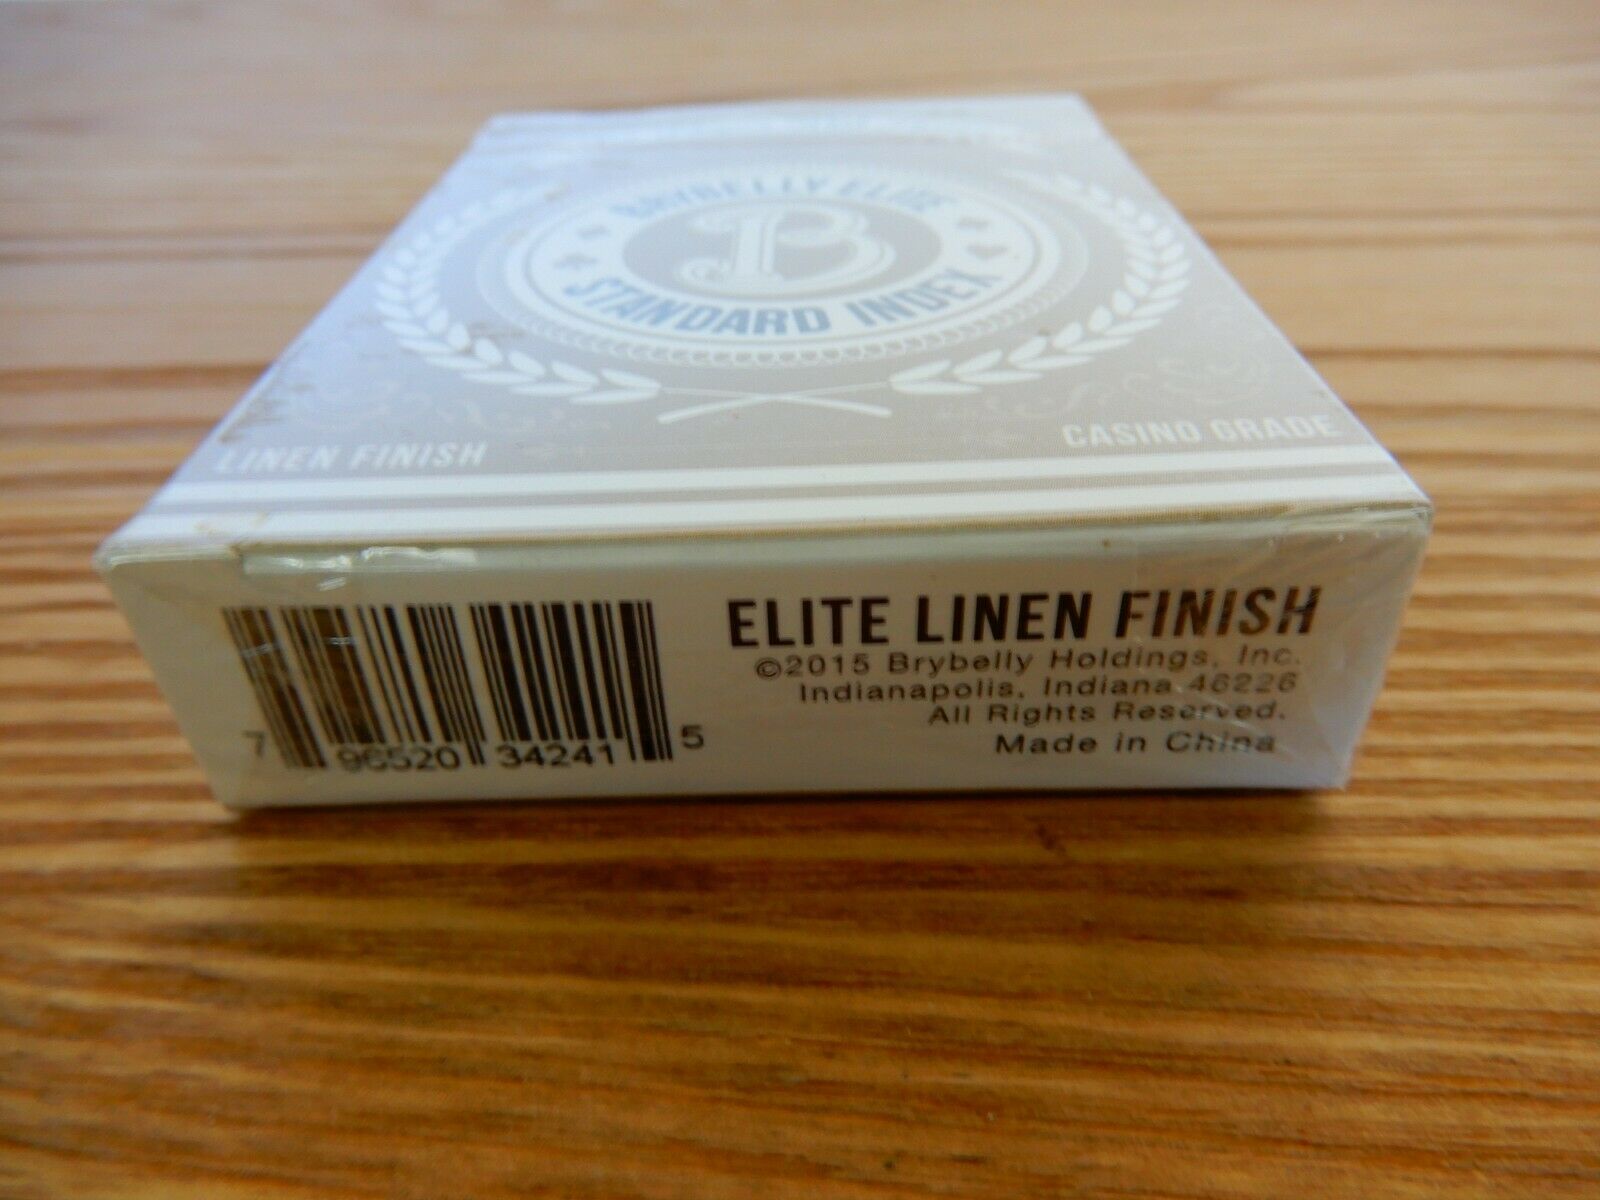 BRYBELLY ELITE
B
STANDARD INDEX
LINEN FINISH
CASINO GRADE
ELITE LINEN FINISH
©2015 Brybelly Holdings, Inc.
Indianapolis, Indiana 46226
All Rights Reserved.
Made in China
7 96520 34241 5